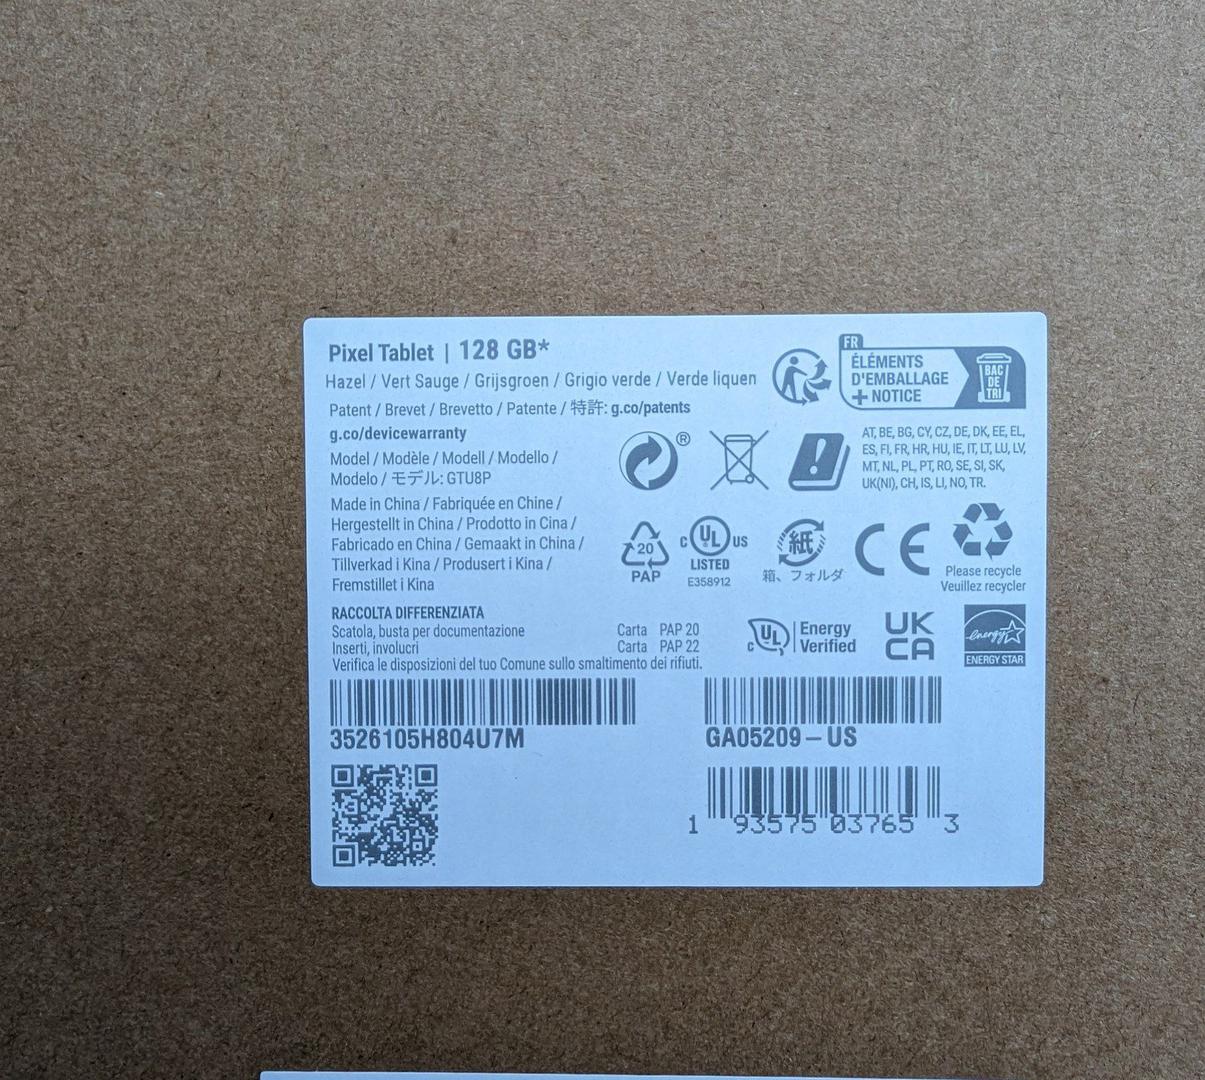 Pixel Tablet | 128 GB*
Hazel / Vert Sauge / Grijsgroen / Grigio verde / Verde liquen
Patent / Brevet / Brevetto / Patente / 特許: g.co/patents
g.co/devicewarranty
Model / Modèle / Modell / Modello /
Modelo / モデル: GTU8P
Made in China / Fabriquée en Chine /
Hergestellt in China / Prodotto in Cina /
Fabricado en China / Gemaakt in China /
Tillverkad i Kina / Produsert i Kina /
Fremstillet i Kina
FR
ÉLÉMENTS
D'EMBALLAGE
+ NOTICE
BAC
DE
TRI
®
AT, BE, BG, CY, CZ, DE, DK, EE, EL,
ES, FI, FR, HR, HU, IE, IT, LT, LU, LV,
MT, NL, PL, PT, RO, SE, SI, SK,
UK(NI), CH, IS, LI, NO, TR.
20
PAP
C UL US
LISTED
E358912
紙
箱、フォルダ
CE
Please recycle
Veuillez recycler
RACCOLTA DIFFERENZIATA
Scatola, busta per documentazione Carta PAP 20
Inserti, involucri Carta PAP 22
Verifica le disposizioni del tuo Comune sullo smaltimento dei rifiuti.
C UL Energy
Verified
UK
CA
energy
ENERGY STAR
3526105H804U7M
GA05209-US
1 93575 03765 3